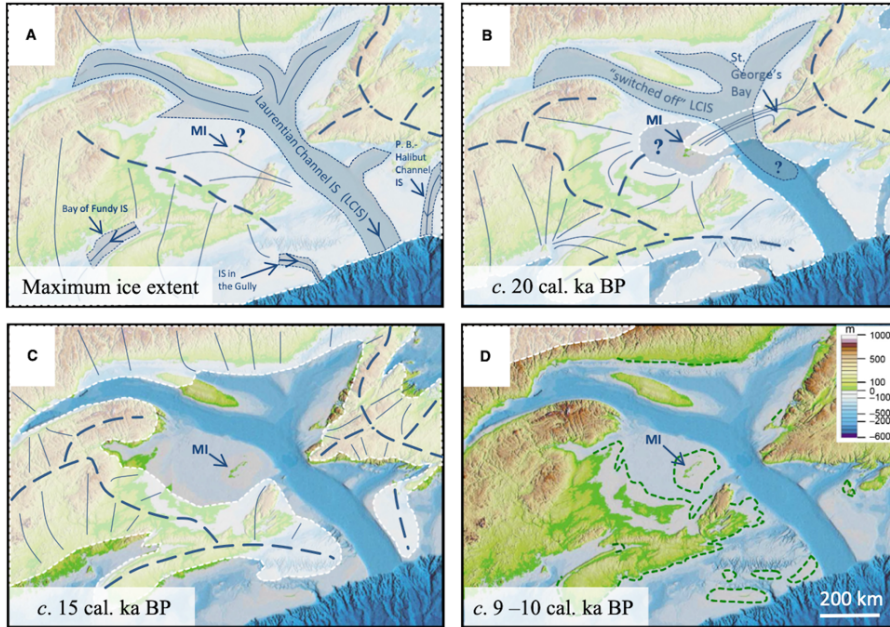 A
MI
?
Laurentian Channel IS (LCIS)
P. B.-
Halibut
Channel
IS
Bay of Fundy IS
IS in
the Gully
Maximum ice extent
B
St.
George's
Bay
"switched off" LCIS
MI
?
?
c. 20 cal. ka BP
C
MI
c. 15 cal. ka BP
D
m
1000
500
100
0
-100
-200
-300
-400
-500
-600
MI
c. 9 –10 cal. ka BP
200 km